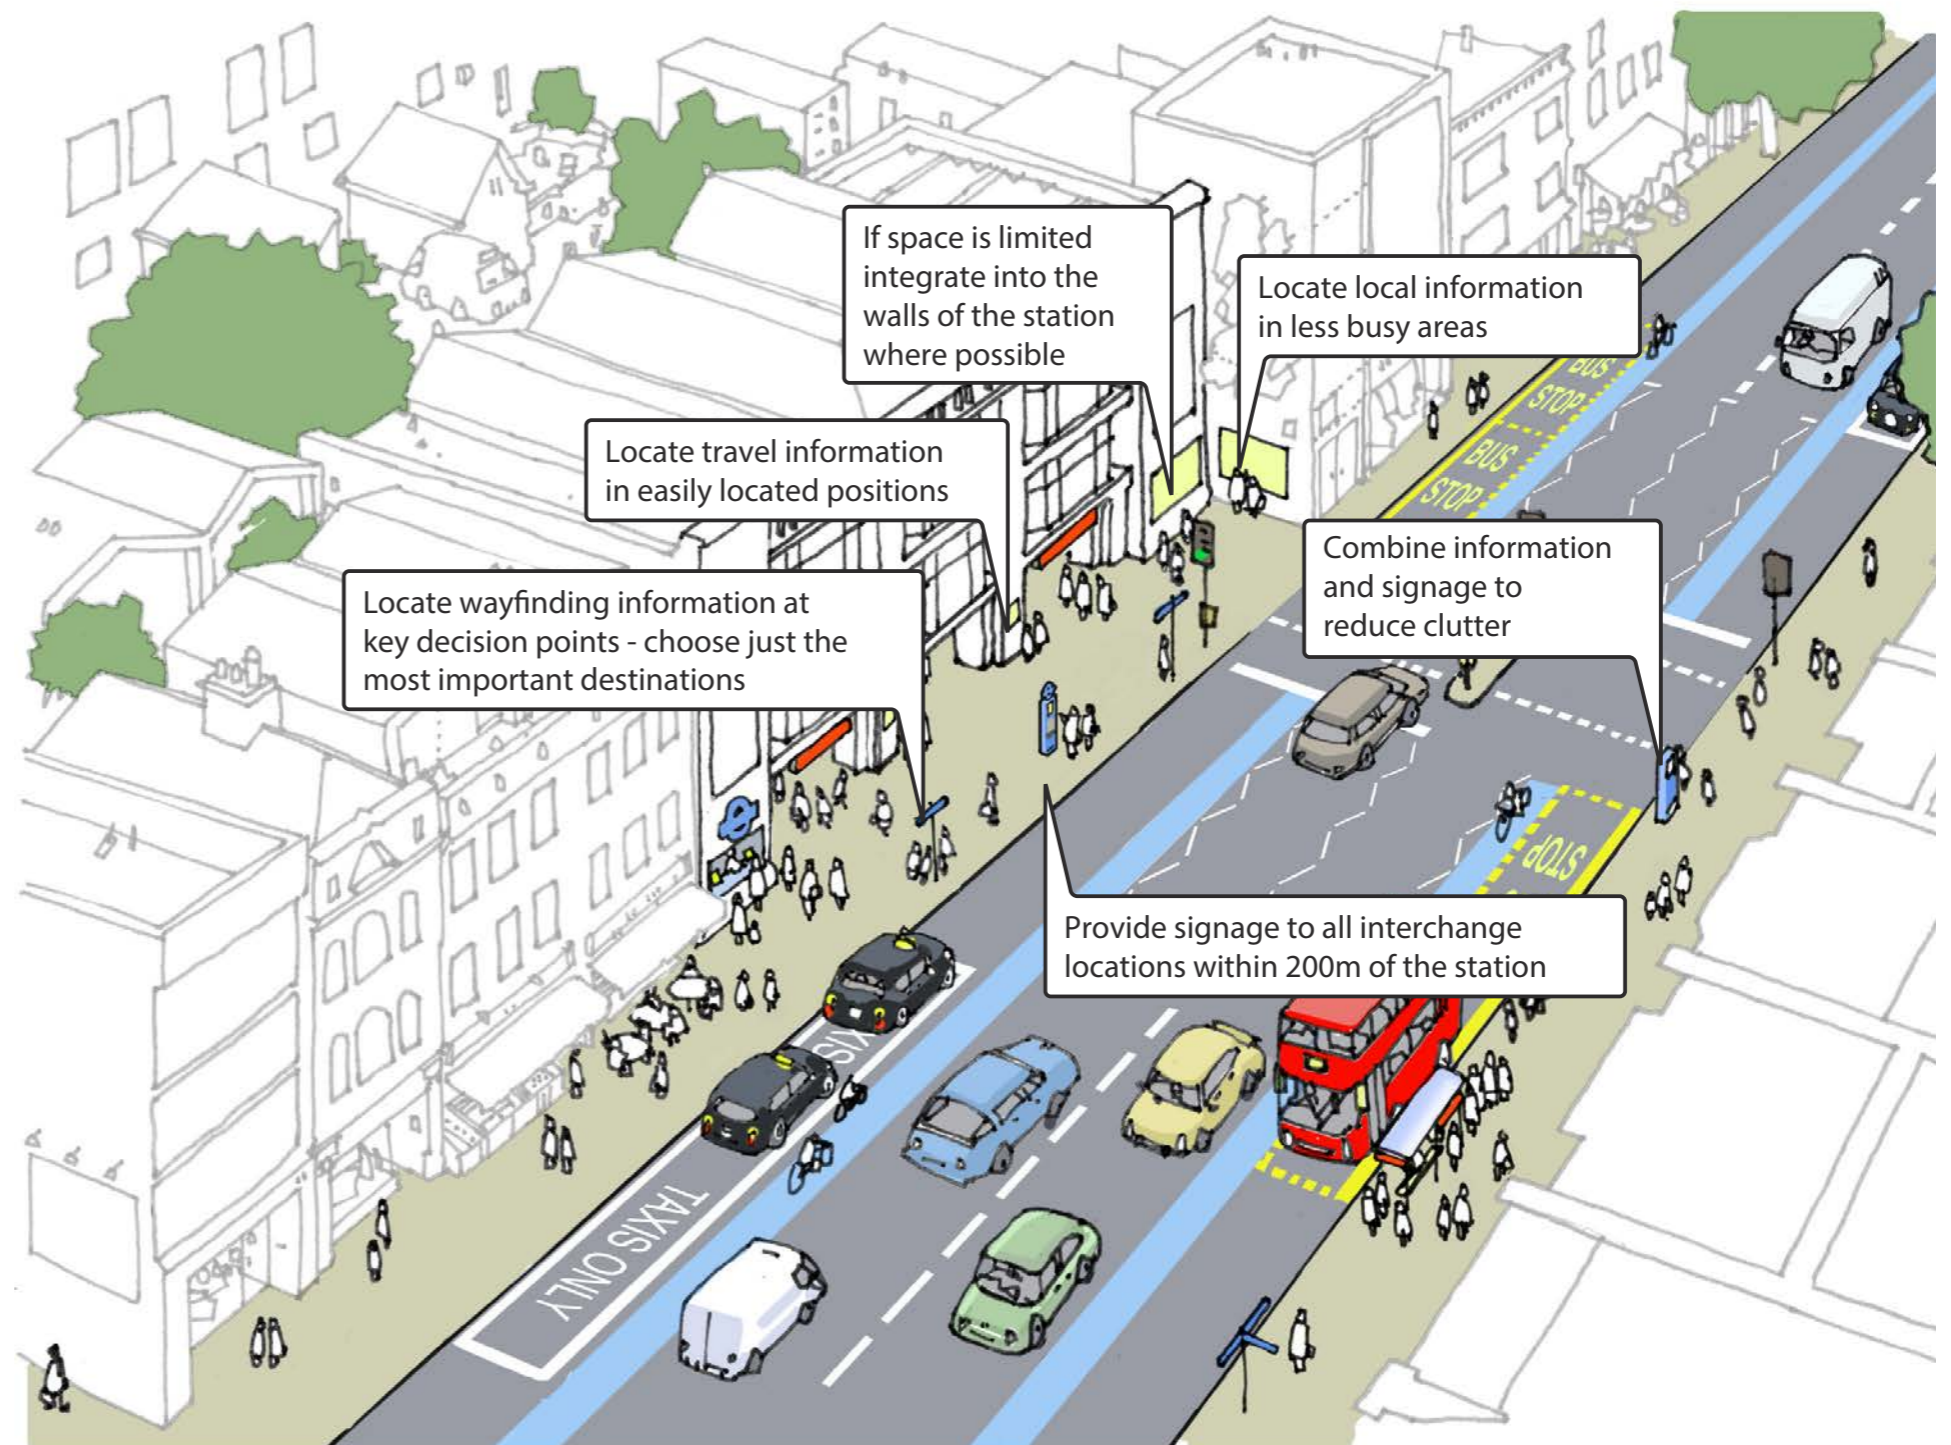 If space is limited
integrate into the
walls of the station
where possible
Locate local information
in less busy areas
BUS
STOP
BUS
STOP
Locate travel information
in easily located positions
Combine information
and signage to
reduce clutter
Locate wayfinding information at
key decision points - choose just the
most important destinations
STOP
Provide signage to all interchange
locations within 200m of the station
XIS
TAXIS ONLY